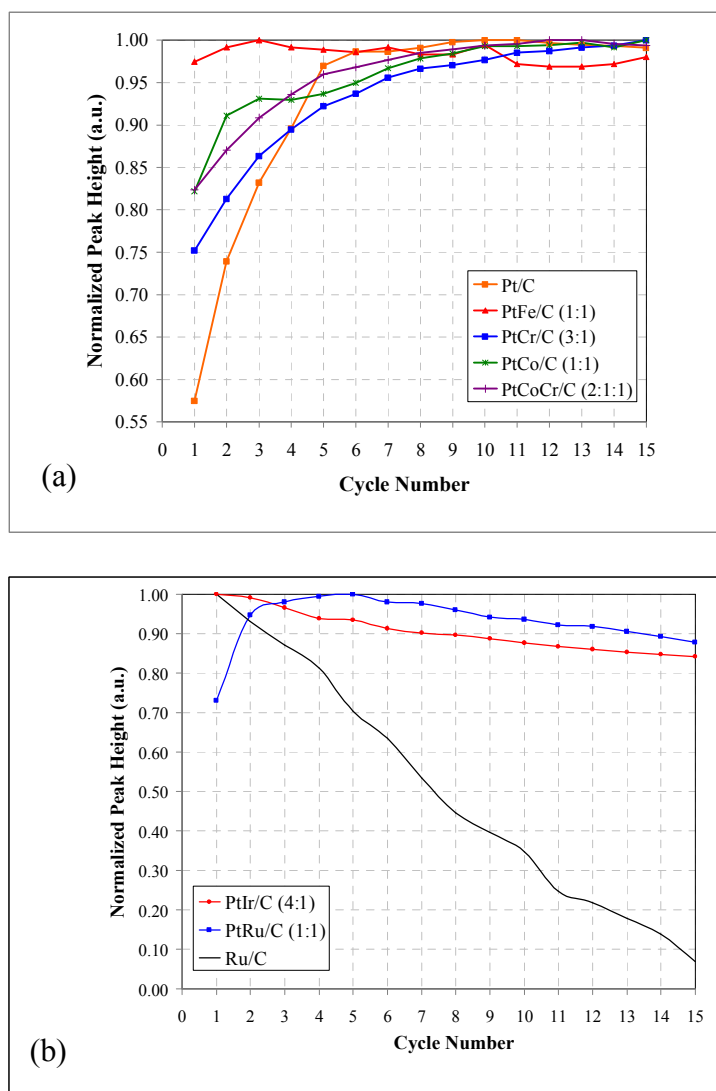 1.00
0.95
0.90
0.85
0.80
0.75
0.70
0.65
0.60
0.55
Normalized Peak Height (a.u.)
Pt/C
PtFe/C (1:1)
PtCr/C (3:1)
PtCo/C (1:1)
PtCoCr/C (2:1:1)
0 1 2 3 4 5 6 7 8 9 10 11 12 13 14 15
Cycle Number
(a)
1.00
0.90
0.80
0.70
0.60
0.50
0.40
0.30
0.20
0.10
0.00
Normalized Peak Height (a.u.)
PtIr/C (4:1)
PtRu/C (1:1)
Ru/C
0 1 2 3 4 5 6 7 8 9 10 11 12 13 14 15
Cycle Number
(b)